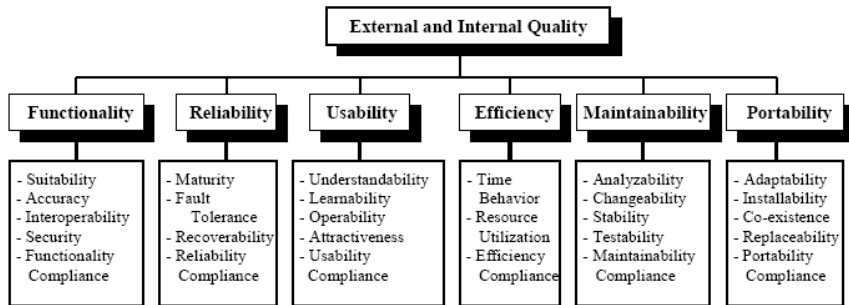 External and Internal Quality
Functionality
Reliability
Usability
Efficiency
Maintainability
Portability
- Suitability
- Accuracy
- Interoperability
- Security
- Functionality
Compliance
- Maturity
- Fault
Tolerance
- Recoverability
- Reliability
Compliance
- Understandability
- Learnability
- Operability
- Attractiveness
- Usability
Compliance
- Time
Behavior
- Resource
Utilization
- Efficiency
Compliance
- Analyzability
- Changeability
- Stability
- Testability
- Maintainability
Compliance
- Adaptability
- Installability
- Co-existence
- Replaceability
- Portability
Compliance